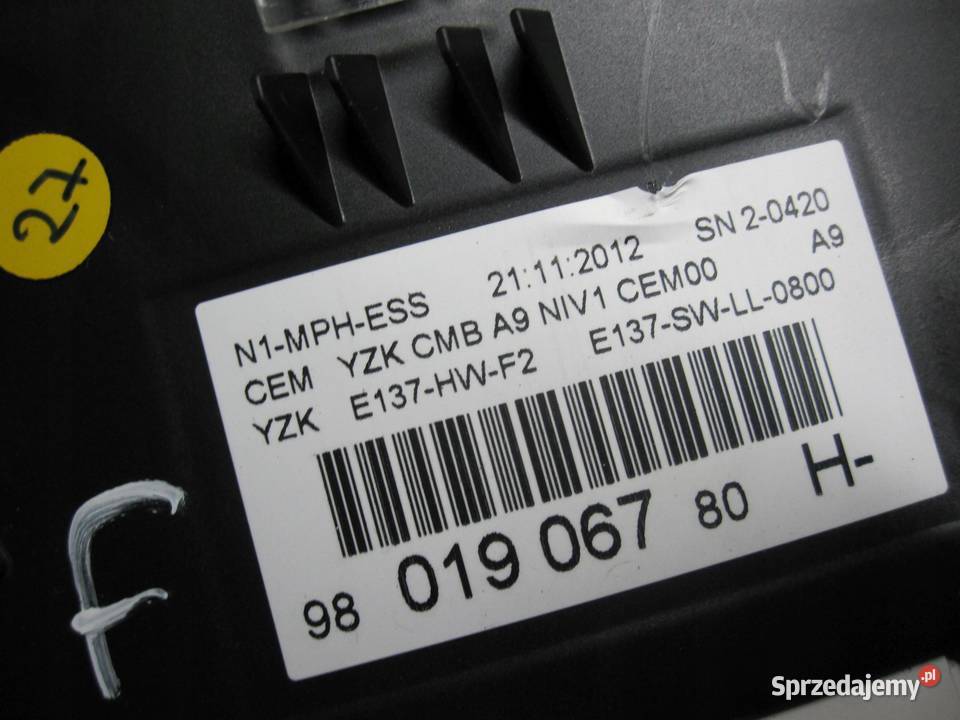 27
N1-MPH-ESS 21:11:2012 SN 2-0420
CEM YZK CMB A9 NIV1 CEM00 A9
YZK E137-HW-F2 E137-SW-LL-0800
98 019 067 80 H-
f
Sprzedajemy.pl